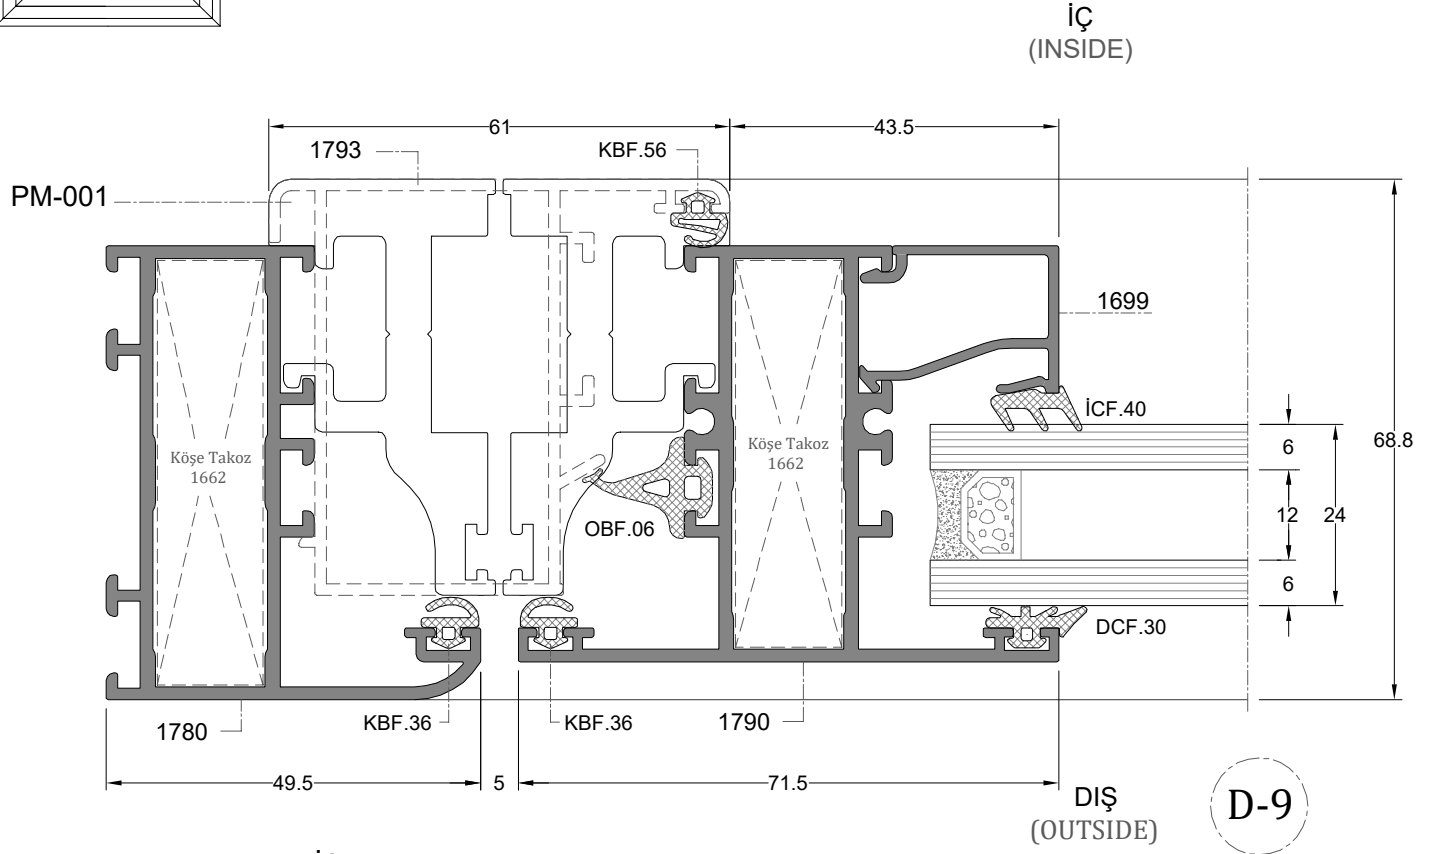 İÇ
(INSIDE)
61
43.5
1793
KBF.56
PM-001
1699
İCF.40
6
68.8
Köşe Takoz
1662
Köşe Takoz
1662
OBF.06
12
24
6
DCF.30
1780
KBF.36
KBF.36
1790
49.5
5
71.5
DIŞ
(OUTSIDE)
D-9